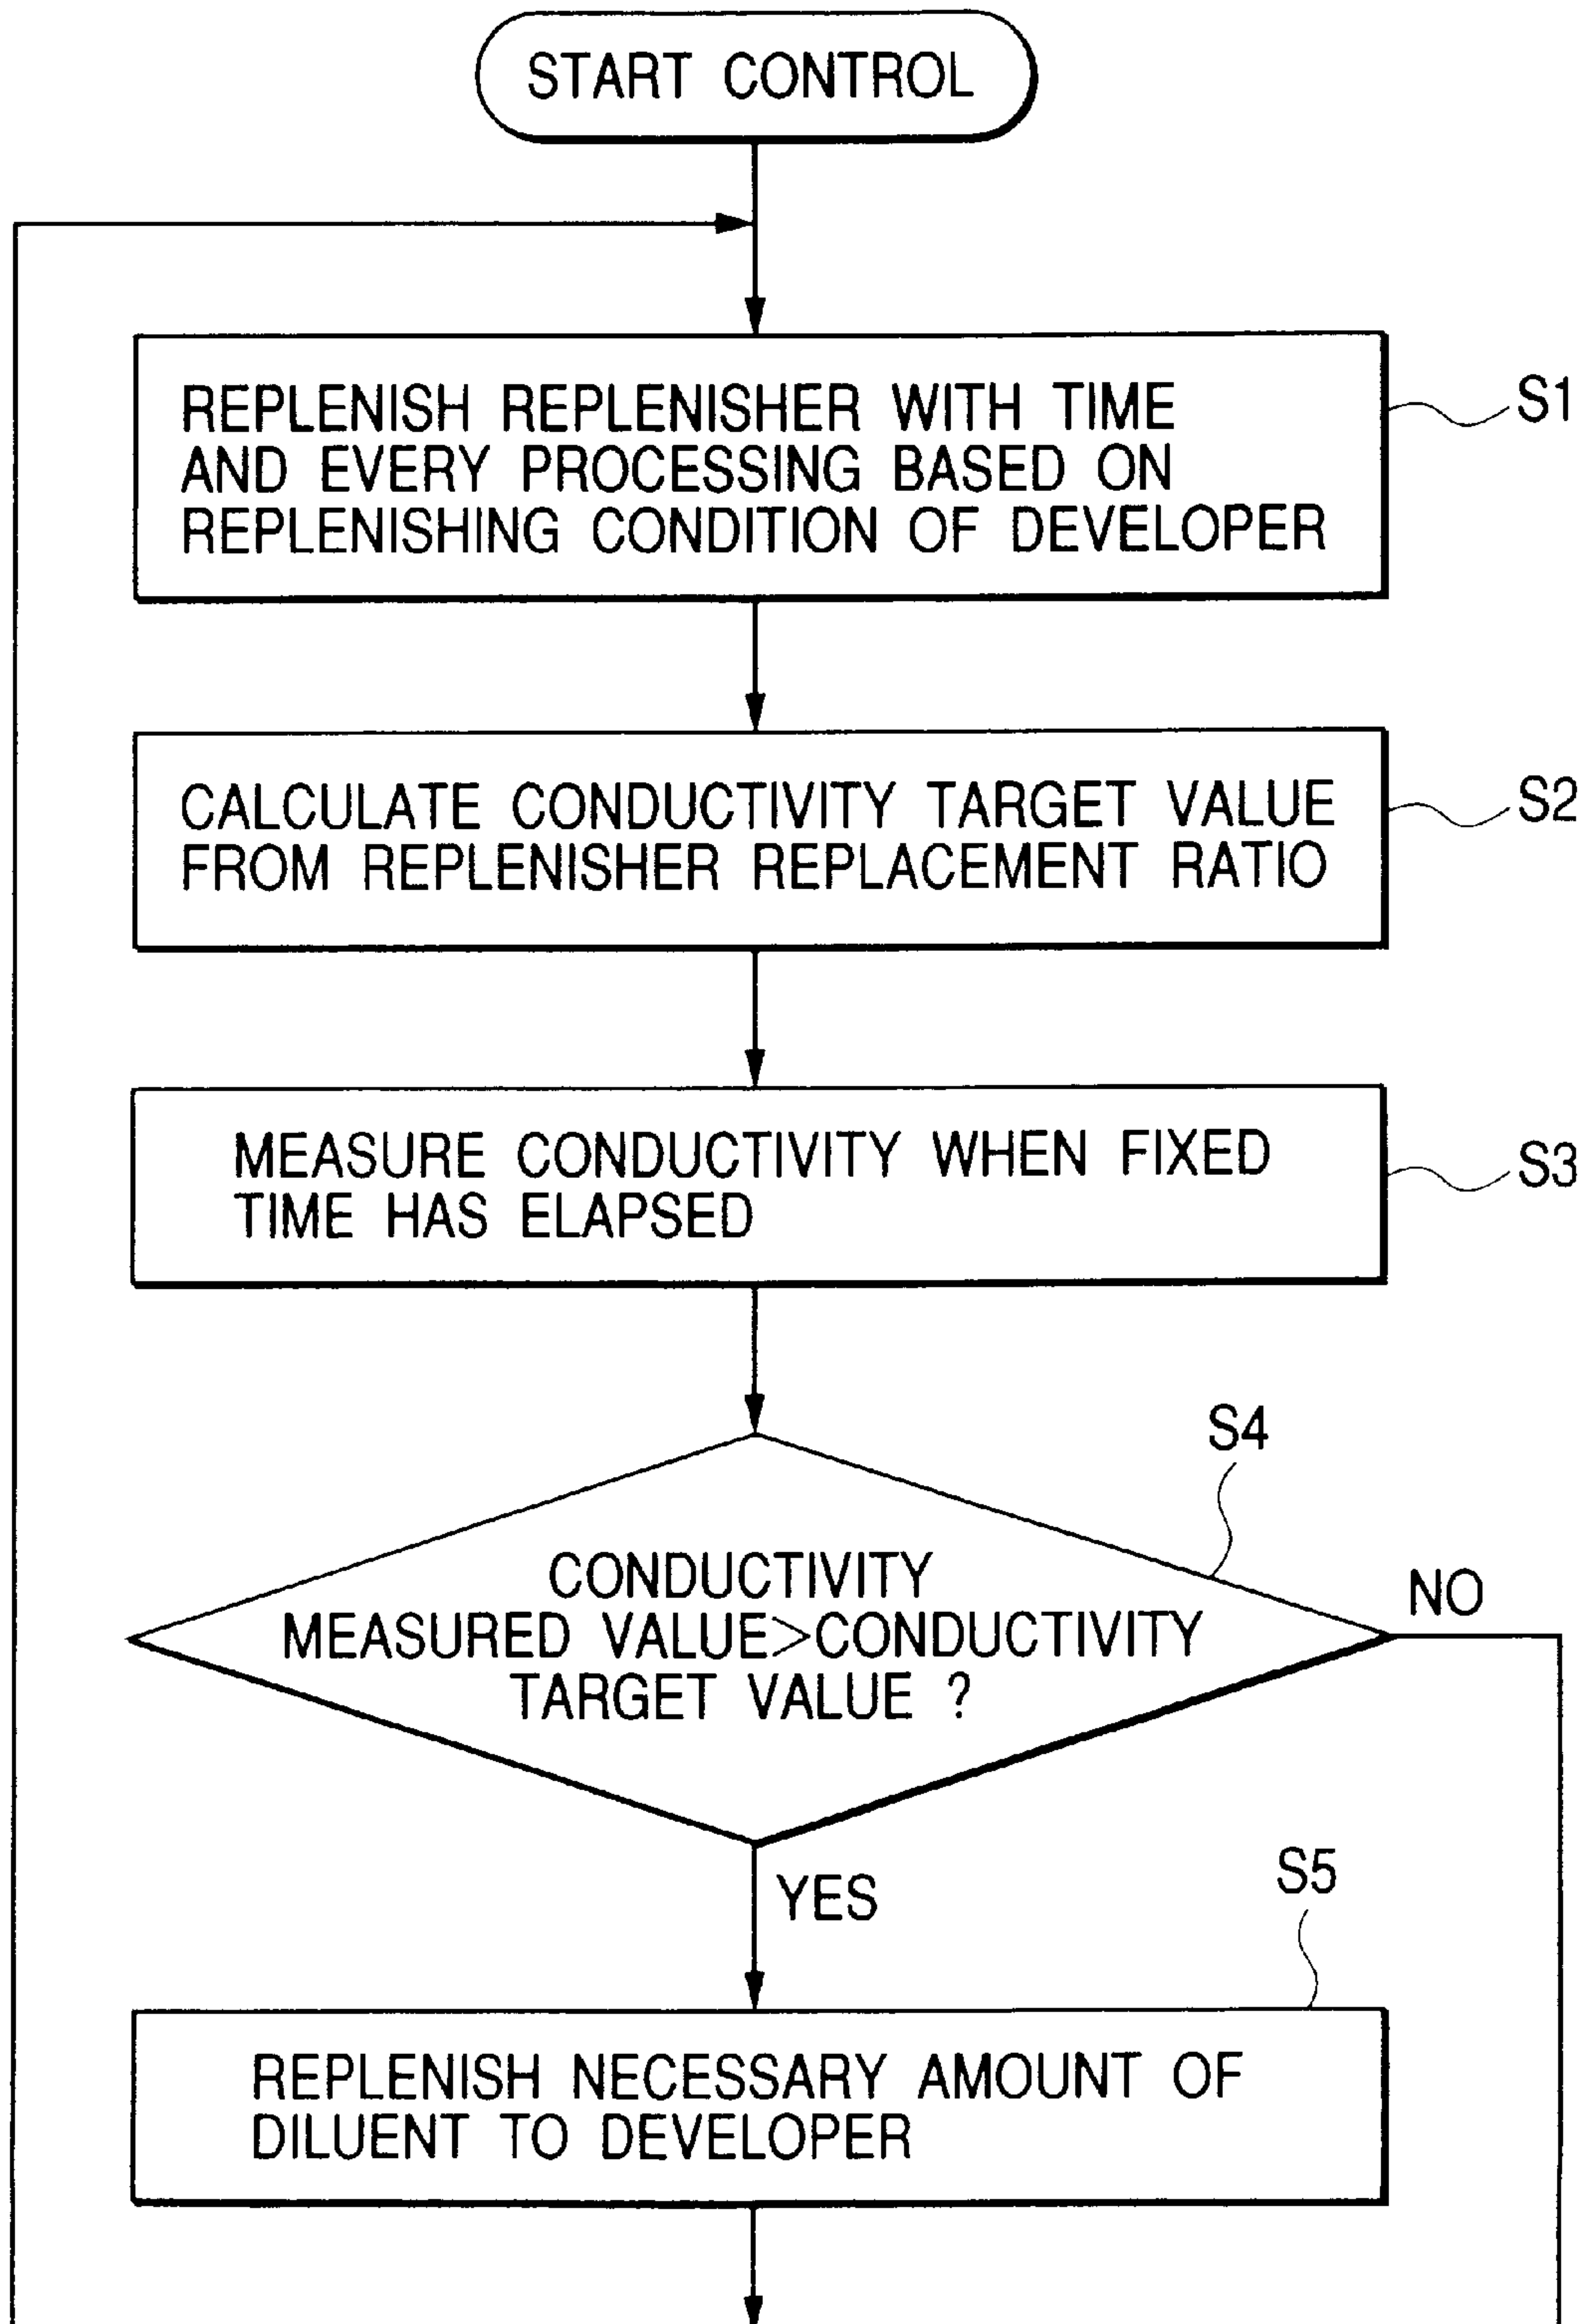 START CONTROL
REPLENISH REPLENISHER WITH TIME
AND EVERY PROCESSING BASED ON
REPLENISHING CONDITION OF DEVELOPER
S1
CALCULATE CONDUCTIVITY TARGET VALUE
FROM REPLENISHER REPLACEMENT RATIO
S2
MEASURE CONDUCTIVITY WHEN FIXED
TIME HAS ELAPSED
S3
S4
CONDUCTIVITY
MEASURED VALUE>CONDUCTIVITY
TARGET VALUE ?
NO
YES
S5
REPLENISH NECESSARY AMOUNT OF
DILUENT TO DEVELOPER